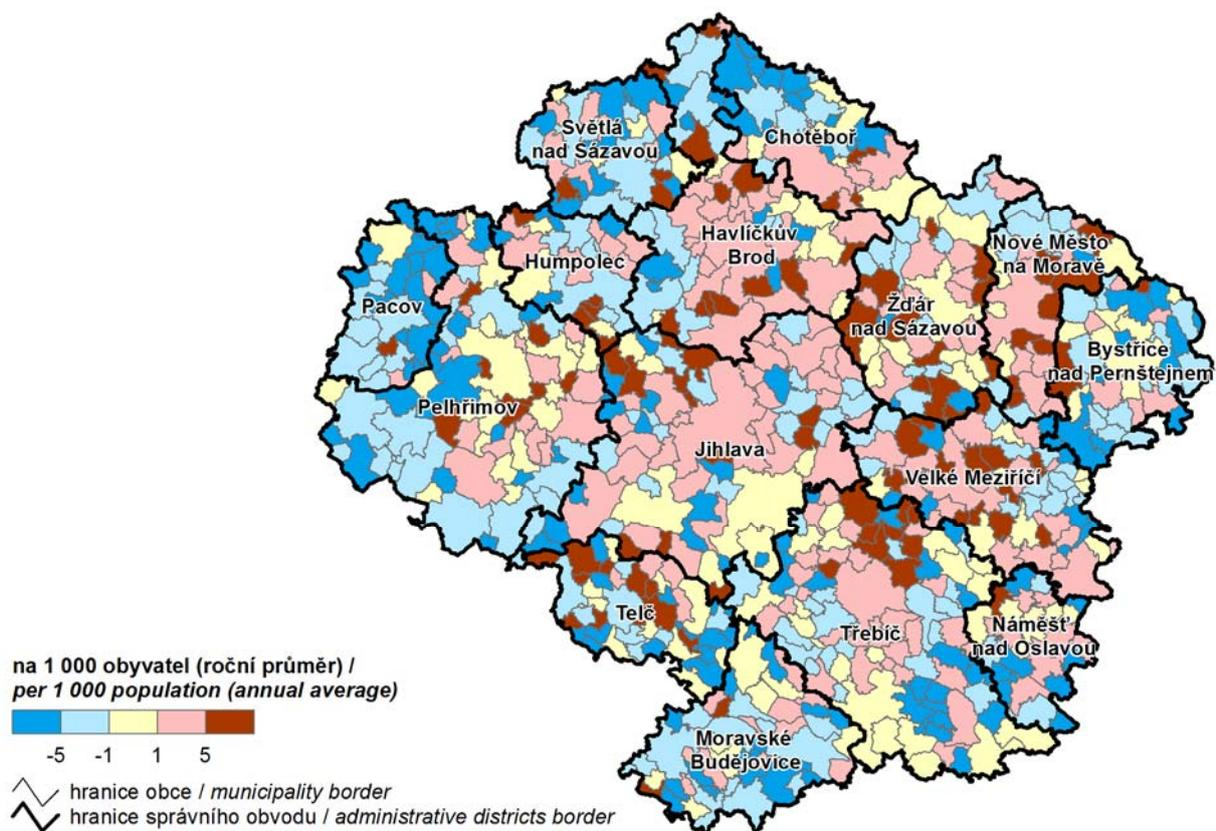 Světlá
nad Sázavou
Chotěboř
Havlíčkův
Brod
Humpolec
Nové Město
na Moravě
Pacov
Žďár
nad Sázavou
Bystřice
nad Pernštejnem
Pelhřimov
Jihlava
Velké Meziříčí
Telč
Třebíč
Náměšť
nad Oslavou
Moravské
Budějovice
na 1 000 obyvatel (roční průměr) /
per 1 000 population (annual average)
-5 -1 1 5
hranice obce / municipality border
hranice správního obvodu / administrative districts border